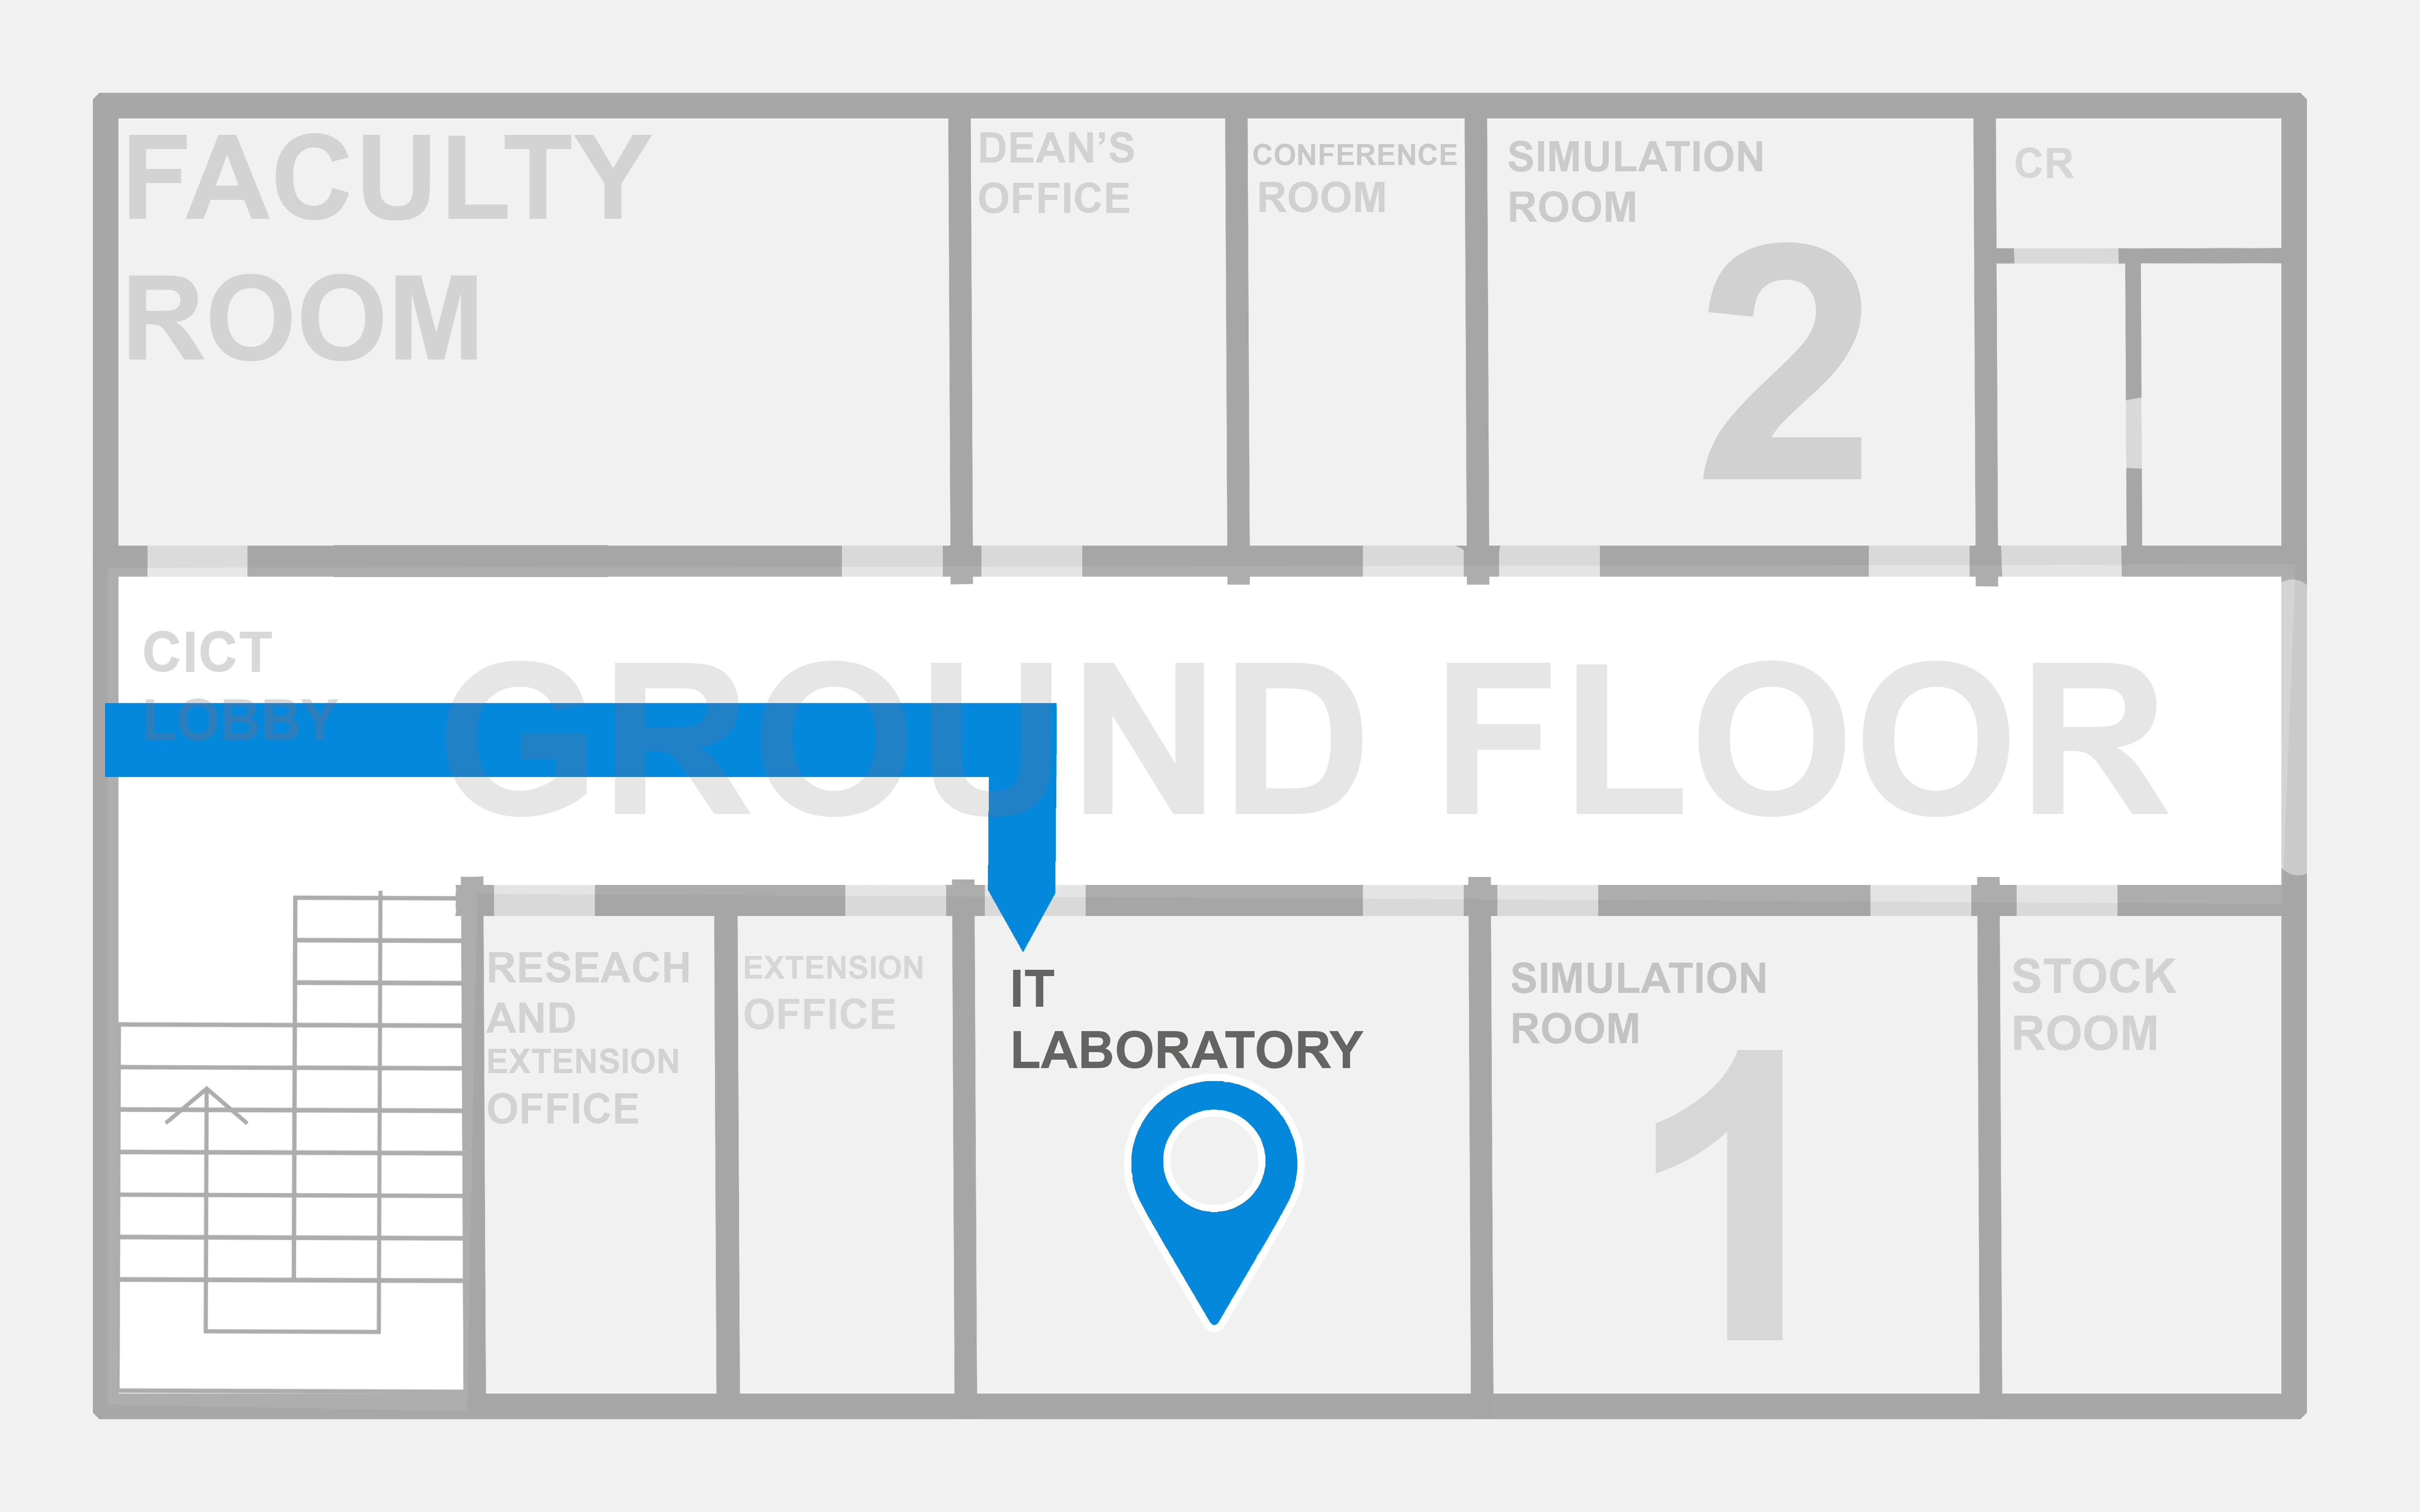 FACULTY
ROOM
DEAN'S
OFFICE
CONFERENCE
ROOM
SIMULATION
ROOM
2
CR
CICT
LOBBY
GROUND FLOOR
RESEACH
AND
EXTENSION
OFFICE
EXTENSION
OFFICE
IT
LABORATORY
SIMULATION
ROOM
1
STOCK
ROOM